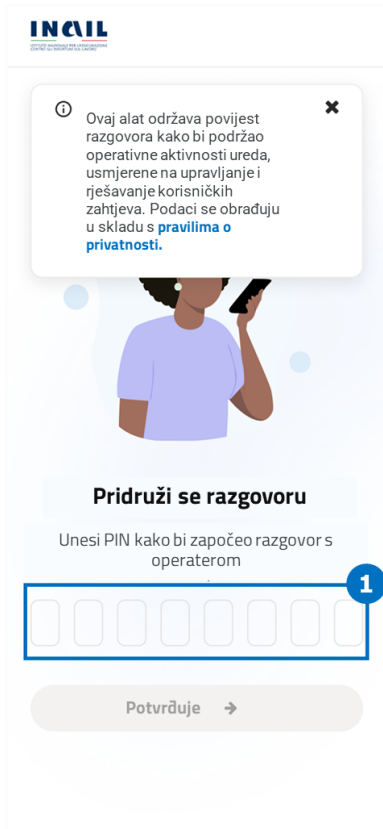 INAIL
ISTITUTO NAZIONALE PER L'ASSICURAZIONE
CONTRO GLI INFORTUNI SUL LAVORO
Ovaj alat održava povijest
razgovora kako bi podržao
operativne aktivnosti ureda,
usmjerene na upravljanje i
rješavanje korisničkih
zahtjeva. Podaci se obrađuju
u skladu s pravilima o
privatnosti.
Pridruži se razgovoru
Unesi PIN kako bi započeo razgovor s
operaterom
1
Potvrđuje